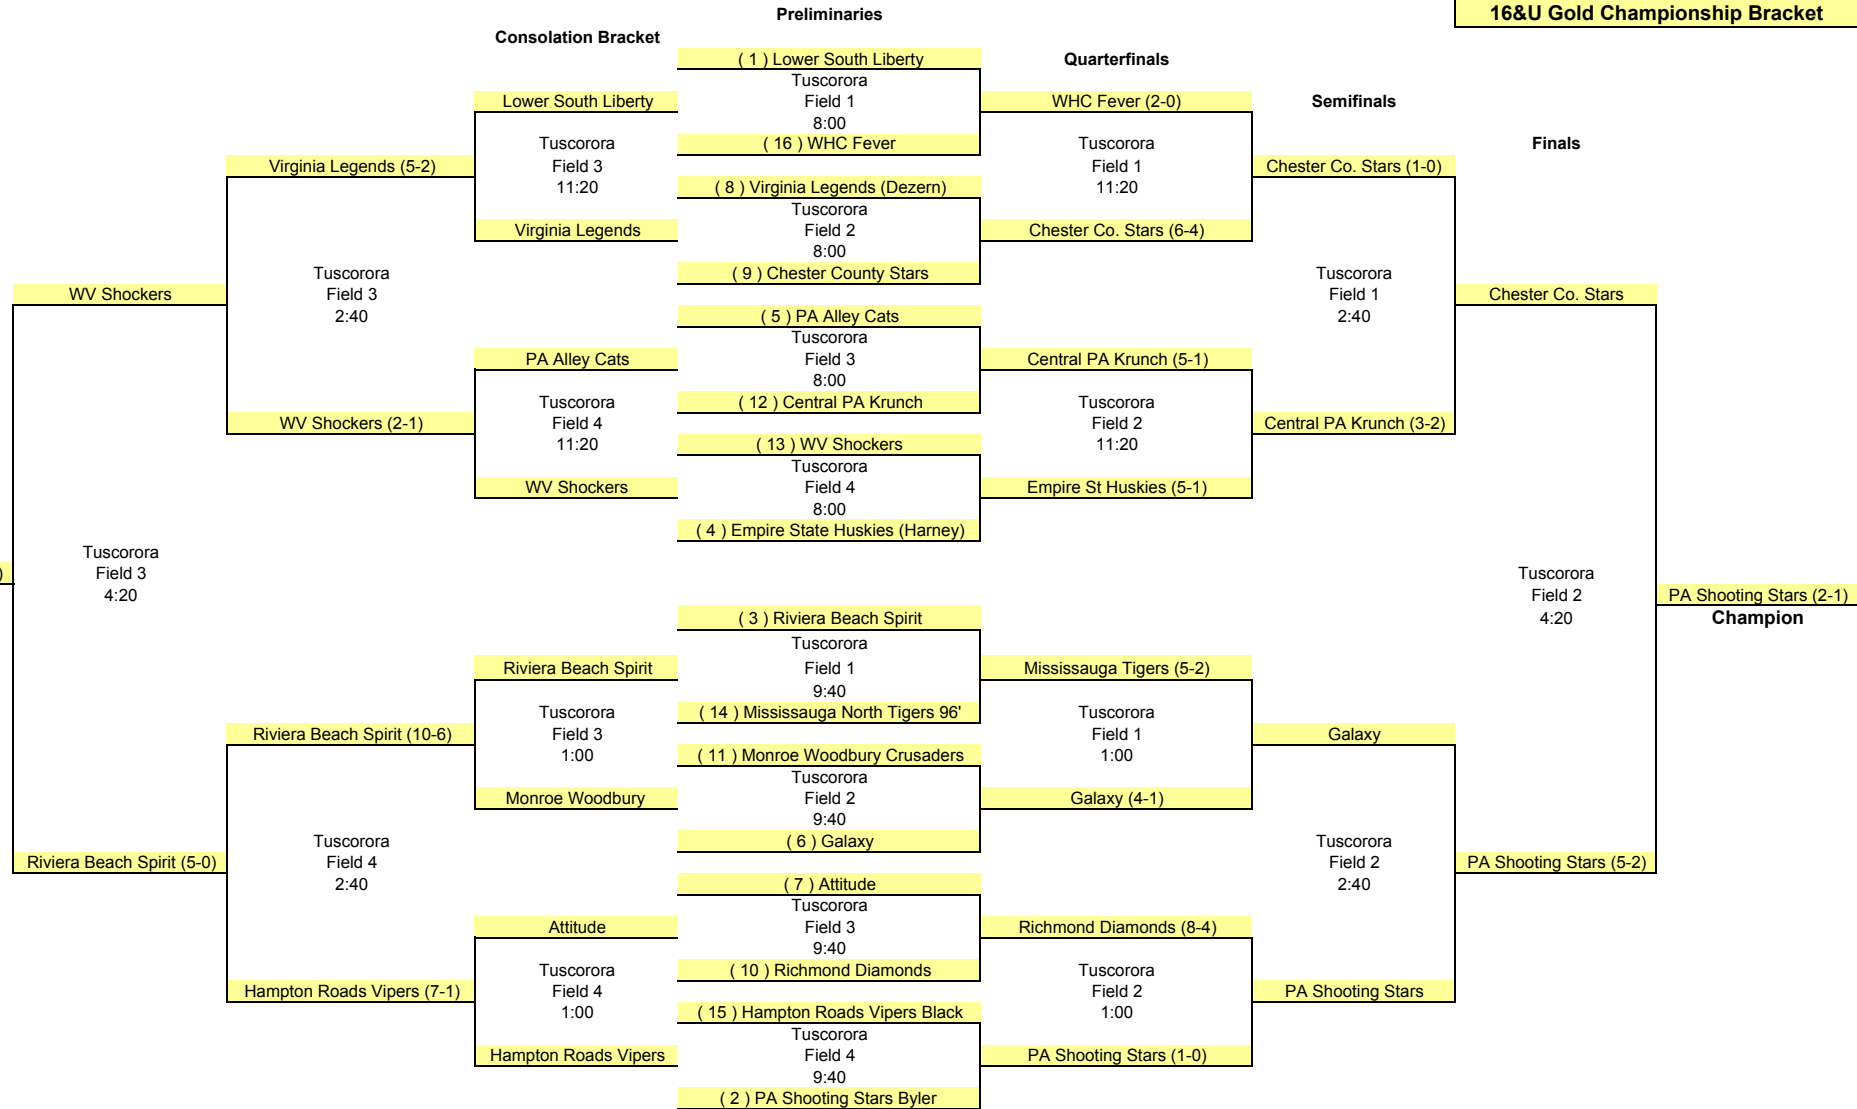 Preliminaries
16&U Gold Championship Bracket
Consolation Bracket
( 1 ) Lower South Liberty
Quarterfinals
Tuscorora
Lower South Liberty
Field 1
WHC Fever (2-0)
Semifinals
8:00
Tuscorora
( 16 ) WHC Fever
Tuscorora
Finals
Virginia Legends (5-2)
Field 3
Field 1
Chester Co. Stars (1-0)
11:20
( 8 ) Virginia Legends (Dezern)
11:20
Tuscorora
Virginia Legends
Field 2
Chester Co. Stars (6-4)
8:00
Tuscorora
( 9 ) Chester County Stars
Tuscorora
WV Shockers
Field 3
Field 1
Chester Co. Stars
2:40
( 5 ) PA Alley Cats
2:40
Tuscorora
PA Alley Cats
Field 3
Central PA Krunch (5-1)
8:00
Tuscorora
( 12 ) Central PA Krunch
Tuscorora
WV Shockers (2-1)
Field 4
Field 2
Central PA Krunch (3-2)
11:20
( 13 ) WV Shockers
11:20
Tuscorora
WV Shockers
Field 4
Empire St Huskies (5-1)
8:00
( 4 ) Empire State Huskies (Harney)
Tuscorora
)
Field 3
Tuscorora
4:20
Field 2
PA Shooting Stars (2-1)
( 3 ) Riviera Beach Spirit
4:20
Champion
Tuscorora
Riviera Beach Spirit
Field 1
Mississauga Tigers (5-2)
9:40
Tuscorora
( 14 ) Mississauga North Tigers 96'
Tuscorora
Riviera Beach Spirit (10-6)
Field 3
Field 1
Galaxy
1:00
( 11 ) Monroe Woodbury Crusaders
1:00
Tuscorora
Monroe Woodbury
Field 2
Galaxy (4-1)
9:40
Tuscorora
( 6 ) Galaxy
Tuscorora
Riviera Beach Spirit (5-0)
Field 4
Field 2
PA Shooting Stars (5-2)
2:40
( 7 ) Attitude
2:40
Tuscorora
Attitude
Field 3
Richmond Diamonds (8-4)
9:40
Tuscorora
( 10 ) Richmond Diamonds
Tuscorora
Hampton Roads Vipers (7-1)
Field 4
Field 2
PA Shooting Stars
1:00
( 15 ) Hampton Roads Vipers Black
1:00
Tuscorora
Hampton Roads Vipers
Field 4
PA Shooting Stars (1-0)
9:40
( 2 ) PA Shooting Stars Byler